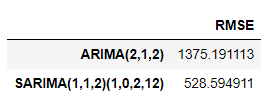 RMSE
ARIMA(2,1,2) 1375.191113
SARIMA(1,1,2)(1,0,2,12) 528.594911